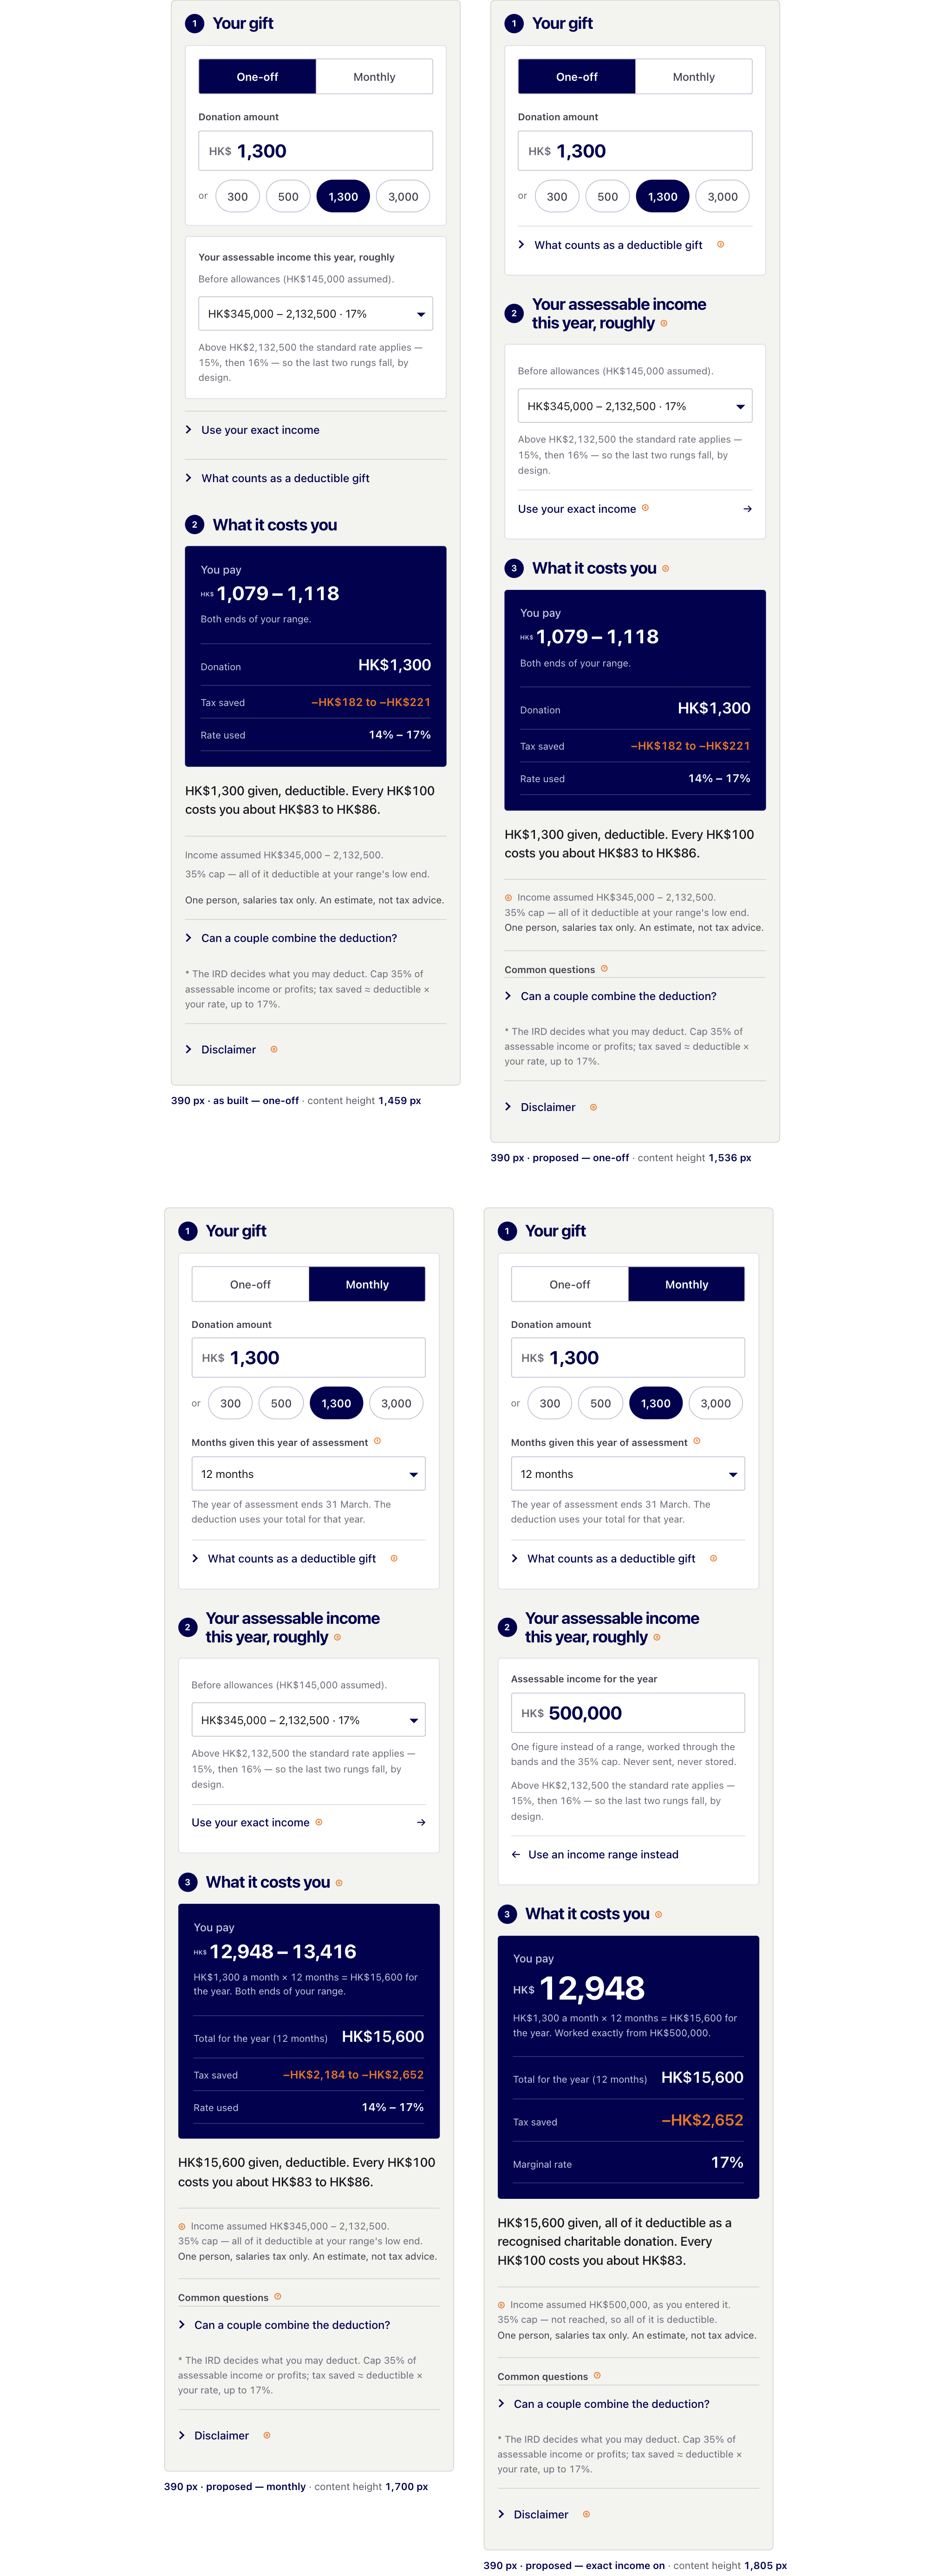 1 Your gift
One-off Monthly
Donation amount
HK$ 1,300
or 300 500 1,300 3,000
Your assessable income this year, roughly
Before allowances (HK$145,000 assumed).
HK$345,000 – 2,132,500 · 17%
Above HK$2,132,500 the standard rate applies —
15%, then 16% — so the last two rungs fall, by
design.
Use your exact income
What counts as a deductible gift
2 What it costs you
You pay
HK$ 1,079 – 1,118
Both ends of your range.
Donation HK$1,300
Tax saved −HK$182 to −HK$221
Rate used 14% – 17%
HK$1,300 given, deductible. Every HK$100
costs you about HK$83 to HK$86.
Income assumed HK$345,000 – 2,132,500.
35% cap — all of it deductible at your range's low end.
One person, salaries tax only. An estimate, not tax advice.
Can a couple combine the deduction?
* The IRD decides what you may deduct. Cap 35% of
assessable income or profits; tax saved ≈ deductible ×
your rate, up to 17%.
Disclaimer
390 px · as built — one-off · content height 1,459 px
1 Your gift
One-off Monthly
Donation amount
HK$ 1,300
or 300 500 1,300 3,000
What counts as a deductible gift
2 Your assessable income
this year, roughly
Before allowances (HK$145,000 assumed).
HK$345,000 – 2,132,500 · 17%
Above HK$2,132,500 the standard rate applies —
15%, then 16% — so the last two rungs fall, by
design.
Use your exact income →
3 What it costs you
You pay
HK$ 1,079 – 1,118
Both ends of your range.
Donation HK$1,300
Tax saved −HK$182 to −HK$221
Rate used 14% – 17%
HK$1,300 given, deductible. Every HK$100
costs you about HK$83 to HK$86.
Income assumed HK$345,000 – 2,132,500.
35% cap — all of it deductible at your range's low end.
One person, salaries tax only. An estimate, not tax advice.
Common questions
Can a couple combine the deduction?
* The IRD decides what you may deduct. Cap 35% of
assessable income or profits; tax saved ≈ deductible ×
your rate, up to 17%.
Disclaimer
390 px · proposed — one-off · content height 1,536 px
1 Your gift
One-off Monthly
Donation amount
HK$ 1,300
or 300 500 1,300 3,000
Months given this year of assessment
12 months
The year of assessment ends 31 March. The
deduction uses your total for that year.
What counts as a deductible gift
2 Your assessable income
this year, roughly
Before allowances (HK$145,000 assumed).
HK$345,000 – 2,132,500 · 17%
Above HK$2,132,500 the standard rate applies —
15%, then 16% — so the last two rungs fall, by
design.
Use your exact income →
3 What it costs you
You pay
HK$ 12,948 – 13,416
HK$1,300 a month × 12 months = HK$15,600 for
the year. Both ends of your range.
Total for the year (12 months) HK$15,600
Tax saved −HK$2,184 to −HK$2,652
Rate used 14% – 17%
HK$15,600 given, deductible. Every HK$100
costs you about HK$83 to HK$86.
Income assumed HK$345,000 – 2,132,500.
35% cap — all of it deductible at your range's low end.
One person, salaries tax only. An estimate, not tax advice.
Common questions
Can a couple combine the deduction?
* The IRD decides what you may deduct. Cap 35% of
assessable income or profits; tax saved ≈ deductible ×
your rate, up to 17%.
Disclaimer
390 px · proposed — monthly · content height 1,700 px
1 Your gift
One-off Monthly
Donation amount
HK$ 1,300
or 300 500 1,300 3,000
Months given this year of assessment
12 months
The year of assessment ends 31 March. The
deduction uses your total for that year.
What counts as a deductible gift
2 Your assessable income
this year, roughly
Assessable income for the year
HK$ 500,000
One figure instead of a range, worked through the
bands and the 35% cap. Never sent, never stored.
Above HK$2,132,500 the standard rate applies —
15%, then 16% — so the last two rungs fall, by
design.
← Use an income range instead
3 What it costs you
You pay
HK$ 12,948
HK$1,300 a month × 12 months = HK$15,600 for
the year. Worked exactly from HK$500,000.
Total for the year (12 months) HK$15,600
Tax saved −HK$2,652
Marginal rate 17%
HK$15,600 given, all of it deductible as a
recognised charitable donation. Every
HK$100 costs you about HK$83.
Income assumed HK$500,000, as you entered it.
35% cap — not reached, so all of it is deductible.
One person, salaries tax only. An estimate, not tax advice.
Common questions
Can a couple combine the deduction?
* The IRD decides what you may deduct. Cap 35% of
assessable income or profits; tax saved ≈ deductible ×
your rate, up to 17%.
Disclaimer
390 px · proposed — exact income on · content height 1,805 px